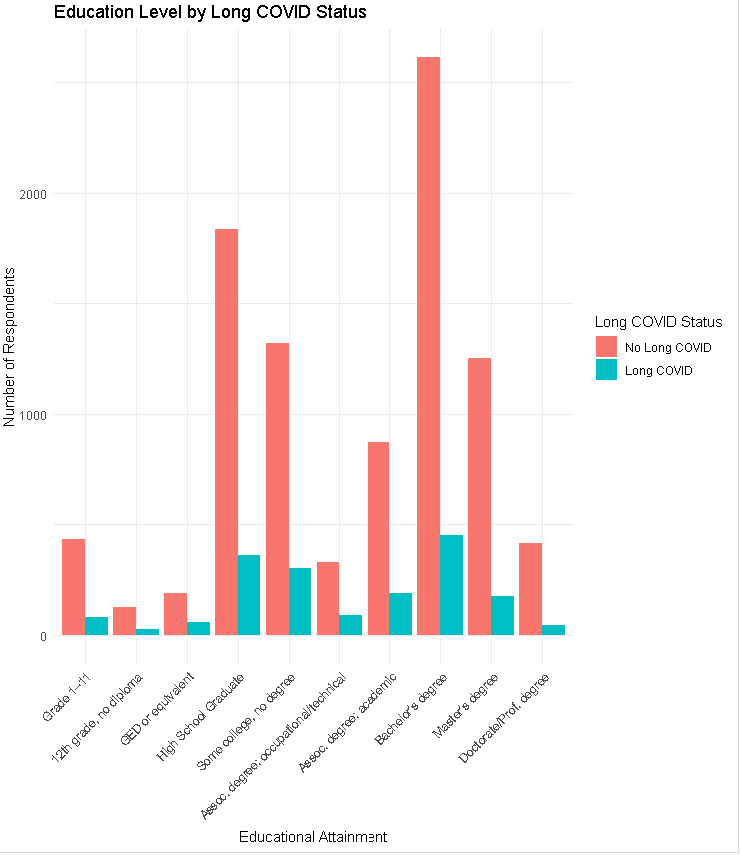 Education Level by Long COVID Status
Number of Respondents
2000
1000
0
Grade 1–11
12th grade, no diploma
GED or equivalent
High School Graduate
Some college, no degree
Assoc. degree: occupational/technical
Assoc. degree: academic
Bachelor's degree
Master's degree
Doctorate/Prof. degree
Educational Attainment
Long COVID Status
No Long COVID
Long COVID